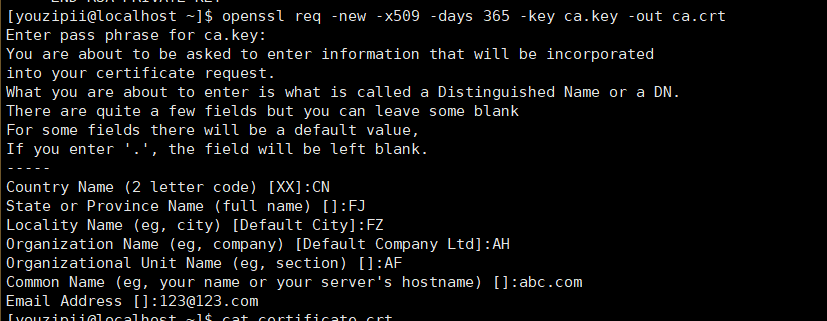 END RSA PRIVATE KEY
[youzipii@localhost ~]$ openssl req -new -x509 -days 365 -key ca.key -out ca.crt
Enter pass phrase for ca.key:
You are about to be asked to enter information that will be incorporated
into your certificate request.
What you are about to enter is what is called a Distinguished Name or a DN.
There are quite a few fields but you can leave some blank
For some fields there will be a default value,
If you enter '.', the field will be left blank.
-----
Country Name (2 letter code) [XX]:CN
State or Province Name (full name) []:FJ
Locality Name (eg, city) [Default City]:FZ
Organization Name (eg, company) [Default Company Ltd]:AH
Organizational Unit Name (eg, section) []:AF
Common Name (eg, your name or your server's hostname) []:abc.com
Email Address []:123@123.com
[youzipii@localhost ~]$ cat certificate.crt